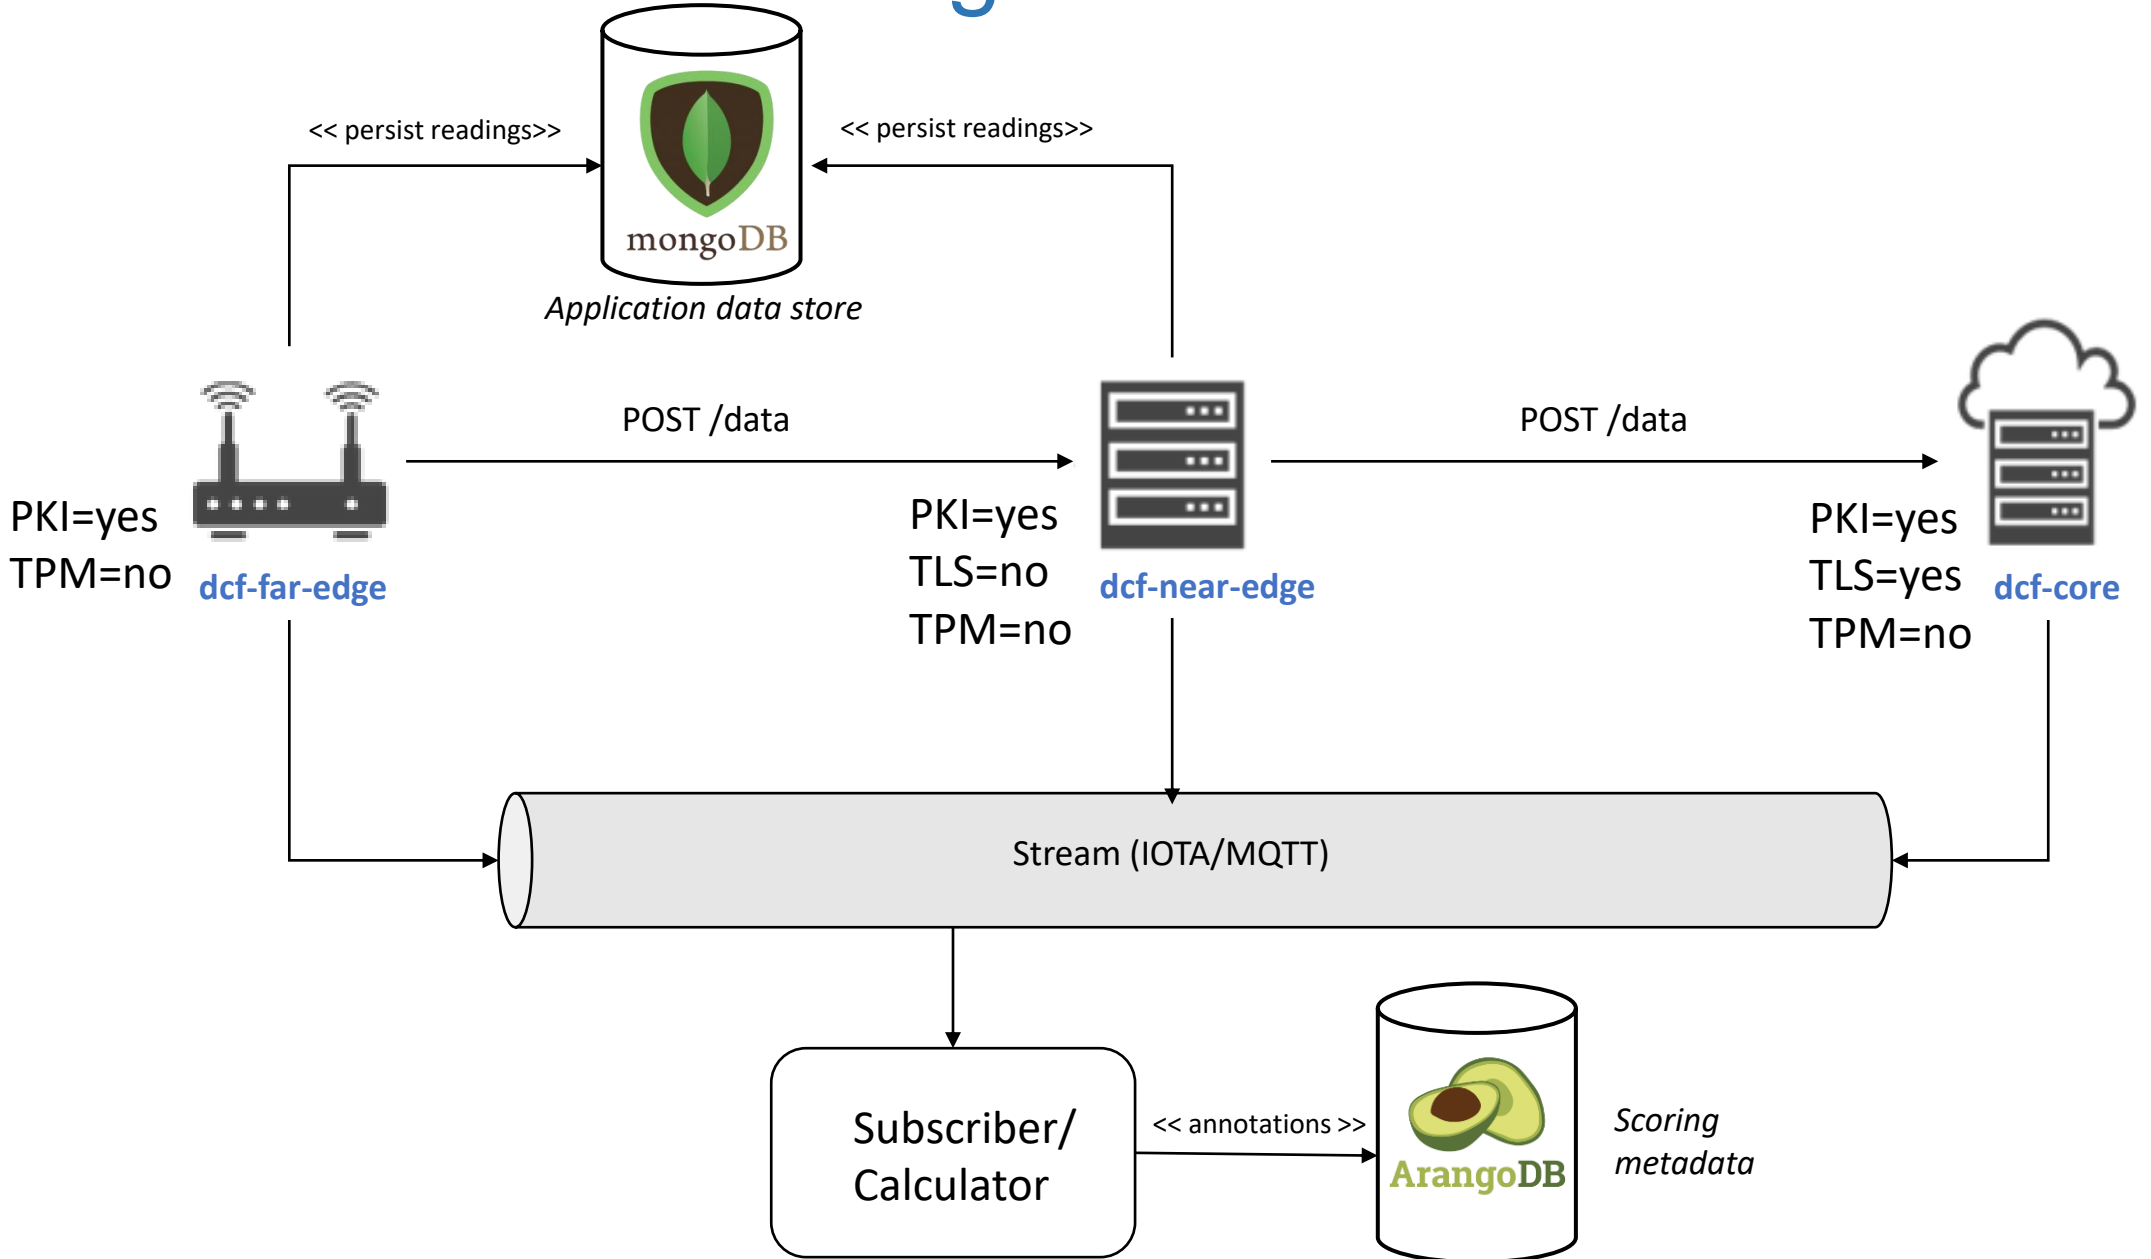 g
<< persist readings>>
<< persist readings>>
mongoDB
Application data store
POST /data
POST /data
PKI=yes
TPM=no
dcf-far-edge
PKI=yes
TLS=no
TPM=no
dcf-near-edge
PKI=yes
TLS=yes
TPM=no
dcf-core
Stream (IOTA/MQTT)
Subscriber/
Calculator
<< annotations >>
ArangoDB
Scoring
metadata